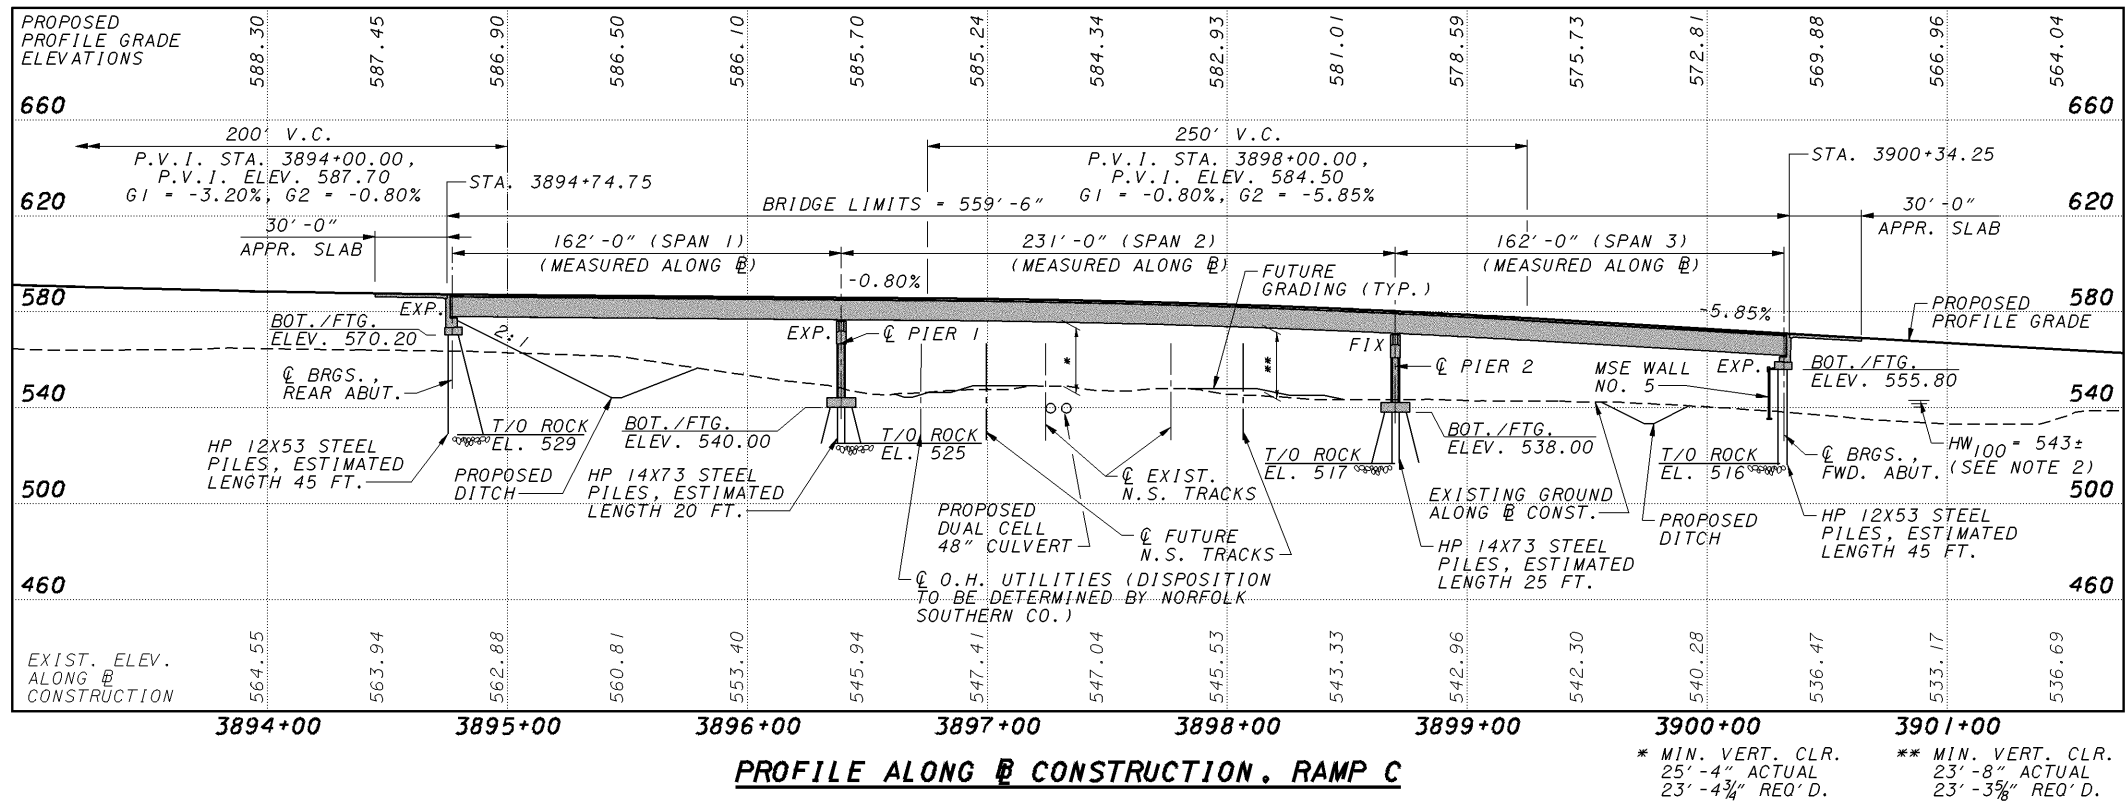 PROPOSED
PROFILE GRADE
ELEVATIONS
588.30 587.45 586.90 586.50 586.10 585.70 585.24 584.34 582.93 581.01 578.59 575.73 572.81 569.88 566.96 564.04
660 660
200' V.C.
P.V.I. STA. 3894+00.00,
P.V.I. ELEV. 587.70
G1 = -3.20%, G2 = -0.80%
STA. 3894+74.75
250' V.C.
P.V.I. STA. 3898+00.00,
P.V.I. ELEV. 584.50
G1 = -0.80%, G2 = -5.85%
STA. 3900+34.25
620 620
BRIDGE LIMITS = 559'-6"
30'-0"
APPR. SLAB
30'-0"
APPR. SLAB
162'-0" (SPAN 1)
(MEASURED ALONG ℄)
231'-0" (SPAN 2)
(MEASURED ALONG ℄)
162'-0" (SPAN 3)
(MEASURED ALONG ℄)
-0.80%
FUTURE
GRADING (TYP.)
580 580
-5.85%
PROPOSED
PROFILE GRADE
EXP.
BOT./FTG.
ELEV. 570.20
2:1
EXP.
℄ PIER 1
*
**
FIX
℄ PIER 2
MSE WALL
NO. 5
EXP.
BOT./FTG.
ELEV. 555.80
℄ BRGS.,
REAR ABUT.
540 540
T/O ROCK
EL. 529
BOT./FTG.
ELEV. 540.00
T/O ROCK
EL. 525
T/O ROCK
EL. 517
BOT./FTG.
ELEV. 538.00
T/O ROCK
EL. 516
℄ BRGS.,
FWD. ABUT.
HW100 = 543±
(SEE NOTE 2)
HP 12X53 STEEL
PILES, ESTIMATED
LENGTH 45 FT.
PROPOSED
DITCH
HP 14X73 STEEL
PILES, ESTIMATED
LENGTH 20 FT.
℄ EXIST.
N.S. TRACKS
EXISTING GROUND
ALONG ℄ CONST.
500 500
PROPOSED
DUAL CELL
48" CULVERT
℄ FUTURE
N.S. TRACKS
HP 14X73 STEEL
PILES, ESTIMATED
LENGTH 25 FT.
PROPOSED
DITCH
HP 12X53 STEEL
PILES, ESTIMATED
LENGTH 45 FT.
℄ O.H. UTILITIES (DISPOSITION
TO BE DETERMINED BY NORFOLK
SOUTHERN CO.)
460 460
EXIST. ELEV.
ALONG ℄
CONSTRUCTION
564.55 563.94 562.88 560.81 553.40 545.94 547.41 547.04 545.53 543.33 542.96 542.30 540.28 536.47 533.17 536.69
3894+00 3895+00 3896+00 3897+00 3898+00 3899+00 3900+00 3901+00
PROFILE ALONG ℄ CONSTRUCTION, RAMP C
* MIN. VERT. CLR.
25'-4" ACTUAL
23'-4¾" REQ'D.
** MIN. VERT. CLR.
23'-8" ACTUAL
23'-3⅝" REQ'D.